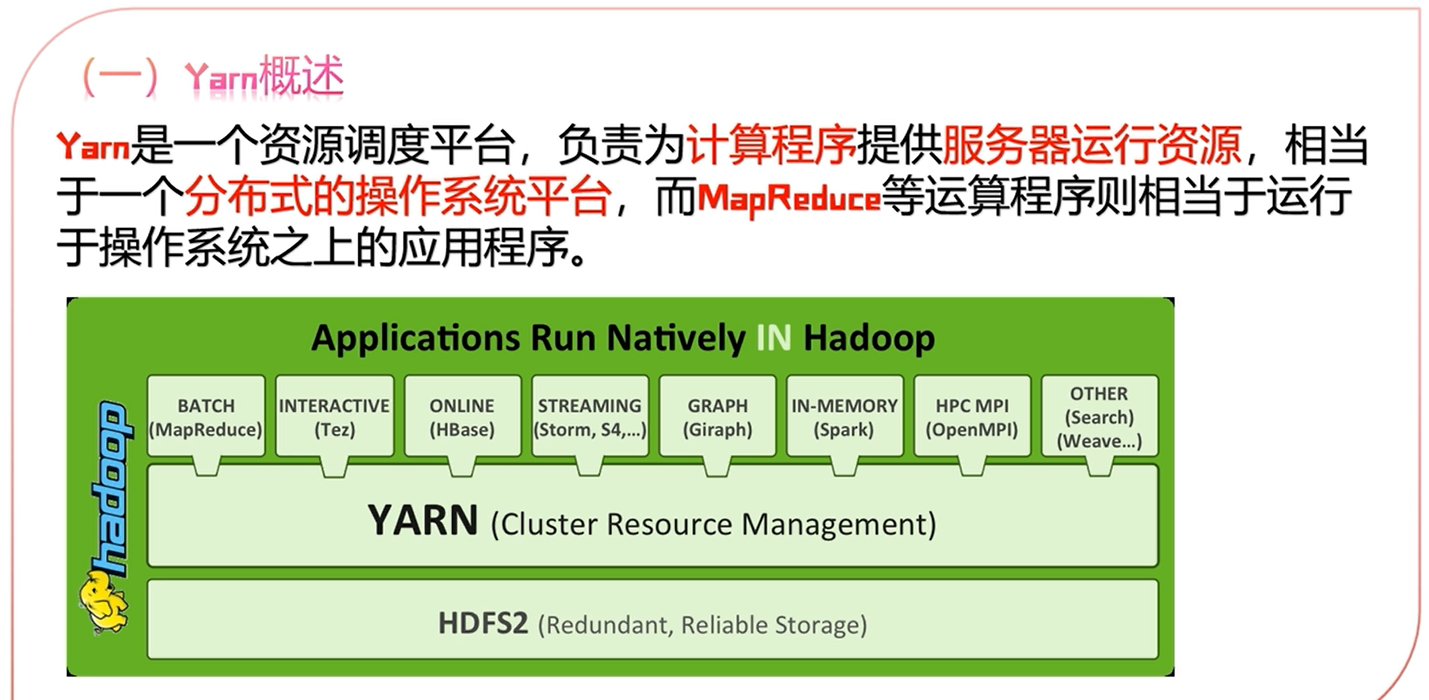 （一）Yarn概述
Yarn是一个资源调度平台，负责为计算程序提供服务器运行资源，相当
于一个分布式的操作系统平台，而MapReduce等运算程序则相当于运行
于操作系统之上的应用程序。
Applications Run Natively IN Hadoop
BATCH
(MapReduce)
INTERACTIVE
(Tez)
ONLINE
(HBase)
STREAMING
(Storm, S4,...)
GRAPH
(Giraph)
IN-MEMORY
(Spark)
HPC MPI
(OpenMPI)
OTHER
(Search)
(Weave...)
hadoop
YARN (Cluster Resource Management)
HDFS2 (Redundant, Reliable Storage)